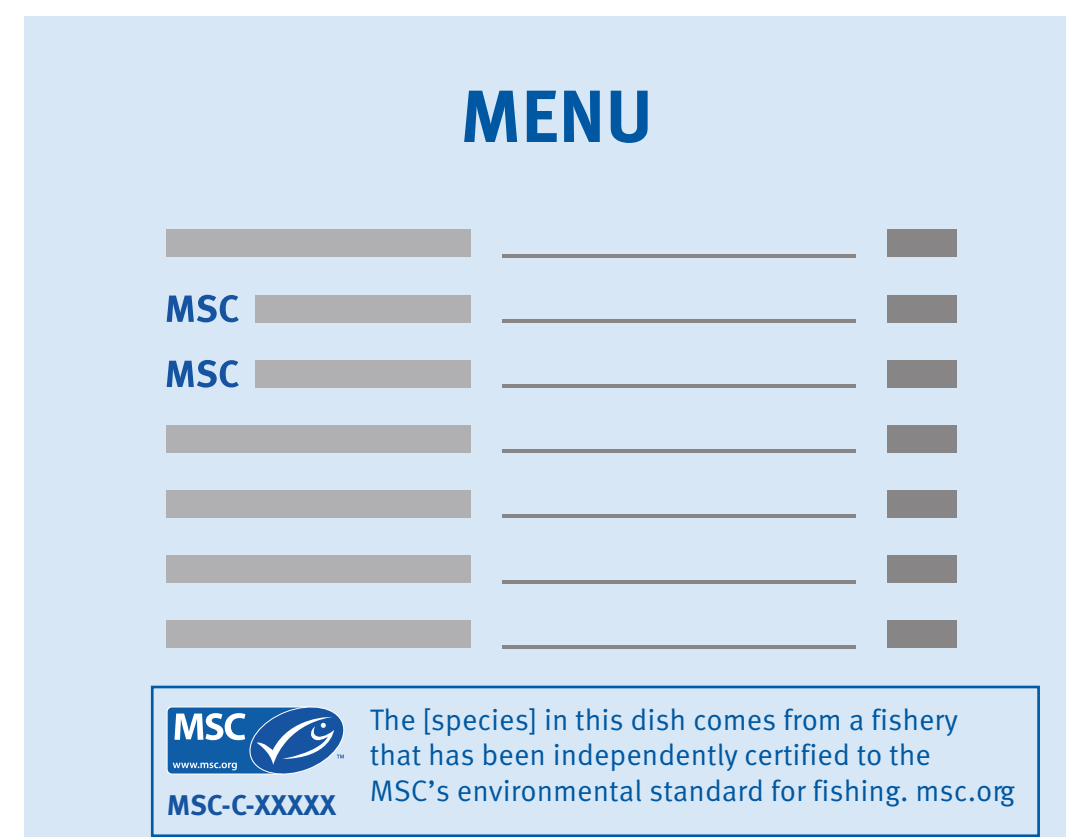 MENU
MSC
MSC
MSC
www.msc.org
TM
MSC-C-XXXXX
The [species] in this dish comes from a fishery
that has been independently certified to the
MSC’s environmental standard for fishing. msc.org